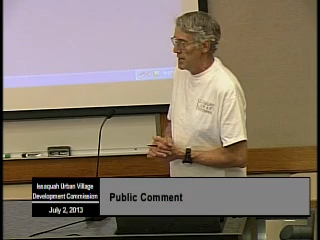 Issaquah Urban Village
Development Commission
July 2, 2013
Public Comment